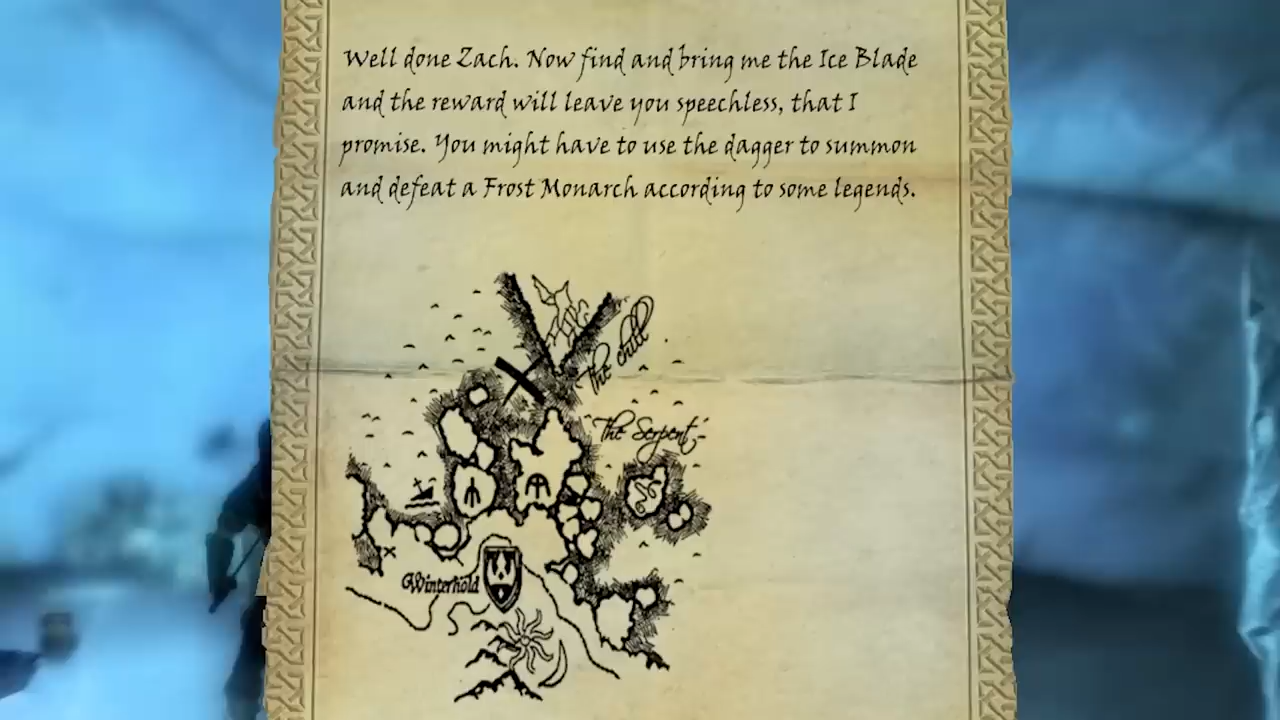 Well done Zach. Now find and bring me the Ice Blade
and the reward will leave you speechless, that I
promise. You might have to use the dagger to summon
and defeat a Frost Monarch according to some legends.
The Chill
"The Serpent"
Winterhold